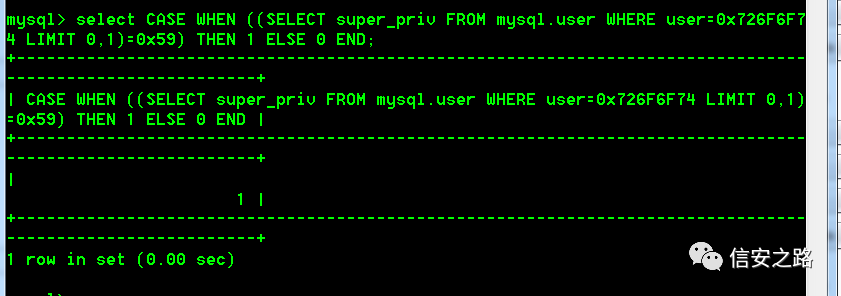 mysql> select CASE WHEN ((SELECT super_priv FROM mysql.user WHERE user=0x726F6F7
4 LIMIT 0,1)=0x59) THEN 1 ELSE 0 END;
+-------------------------------------------------------------------------------
-------------------------+
| CASE WHEN ((SELECT super_priv FROM mysql.user WHERE user=0x726F6F74 LIMIT 0,1)
=0x59) THEN 1 ELSE 0 END |
+-------------------------------------------------------------------------------
-------------------------+
|
1 |
+-------------------------------------------------------------------------------
-------------------------+
1 row in set (0.00 sec)
信安之路